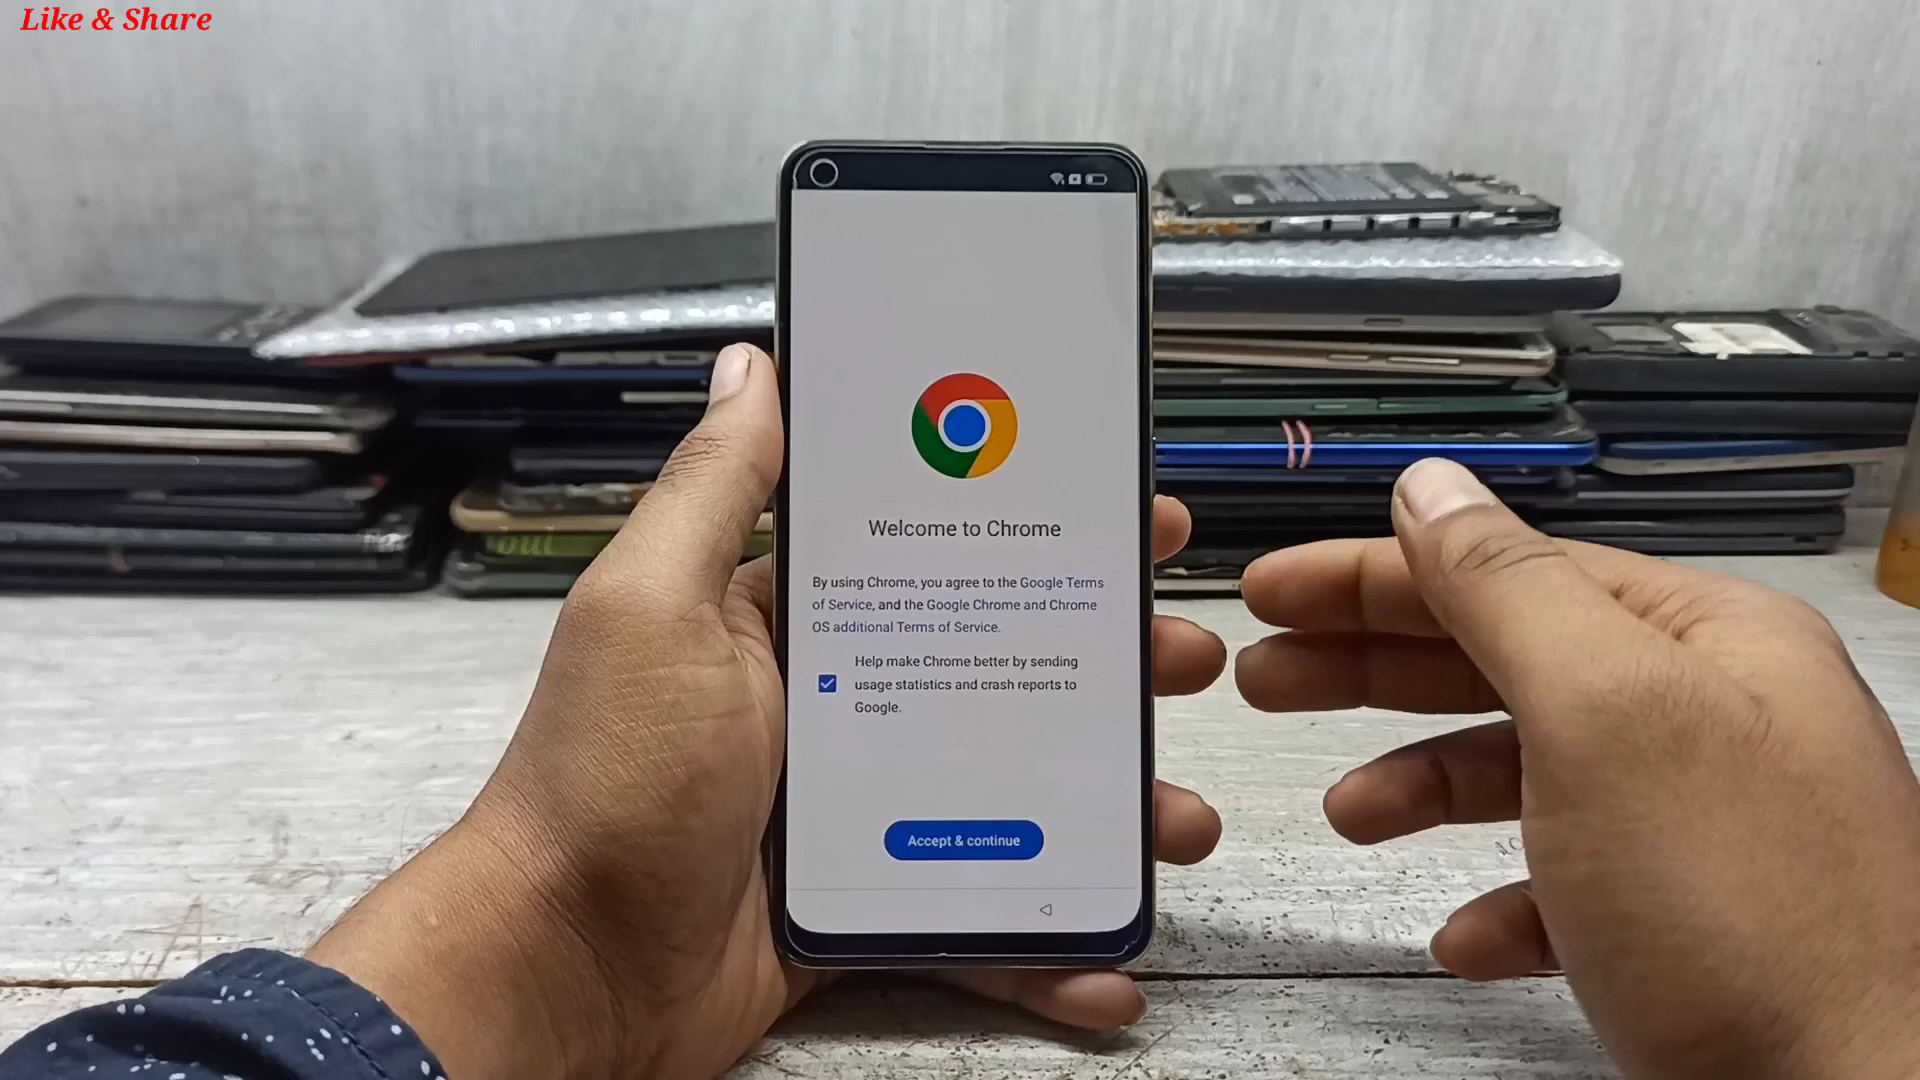 Like & Share
Welcome to Chrome
By using Chrome, you agree to the Google Terms
of Service, and the Google Chrome and Chrome
OS additional Terms of Service.
Help make Chrome better by sending
usage statistics and crash reports to
Google.
Accept & continue